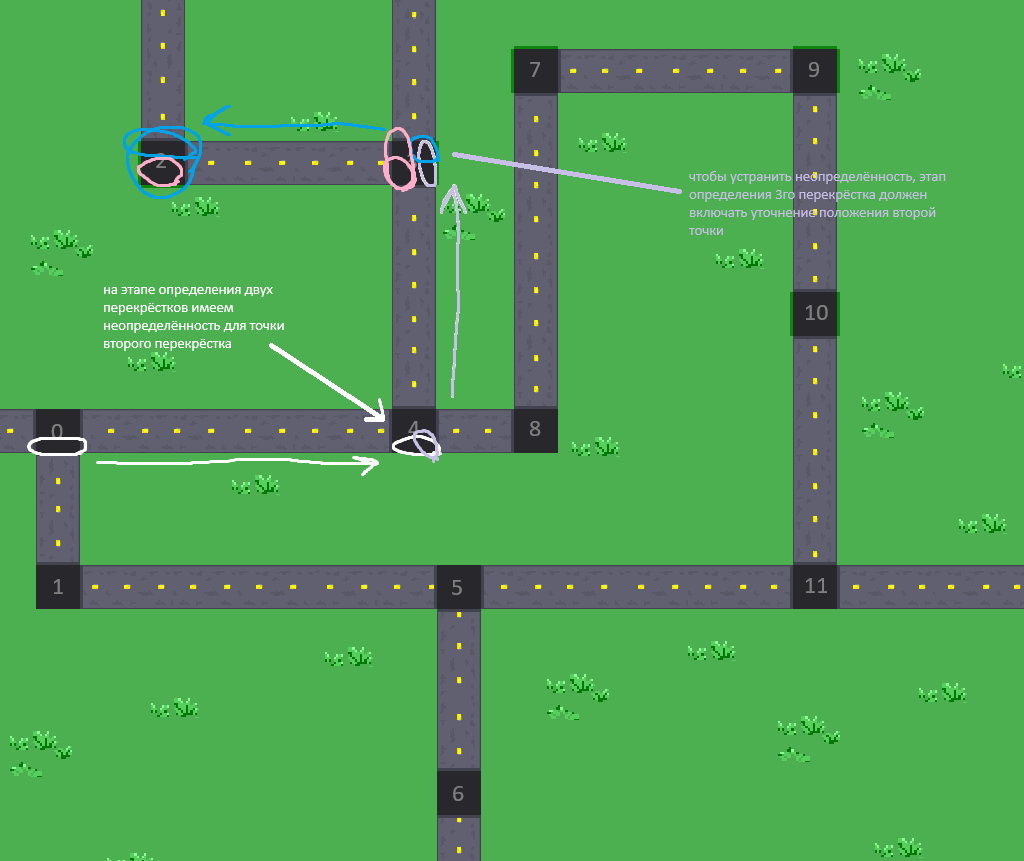 7
9
2
чтобы устранить неопределённость, этап
определения 3го перекрёстка должен
включать уточнение положения второй
точки
на этапе определения двух
перекрёстков имеем
неопределённость для точки
второго перекрёстка
10
0
4
8
1
5
11
6